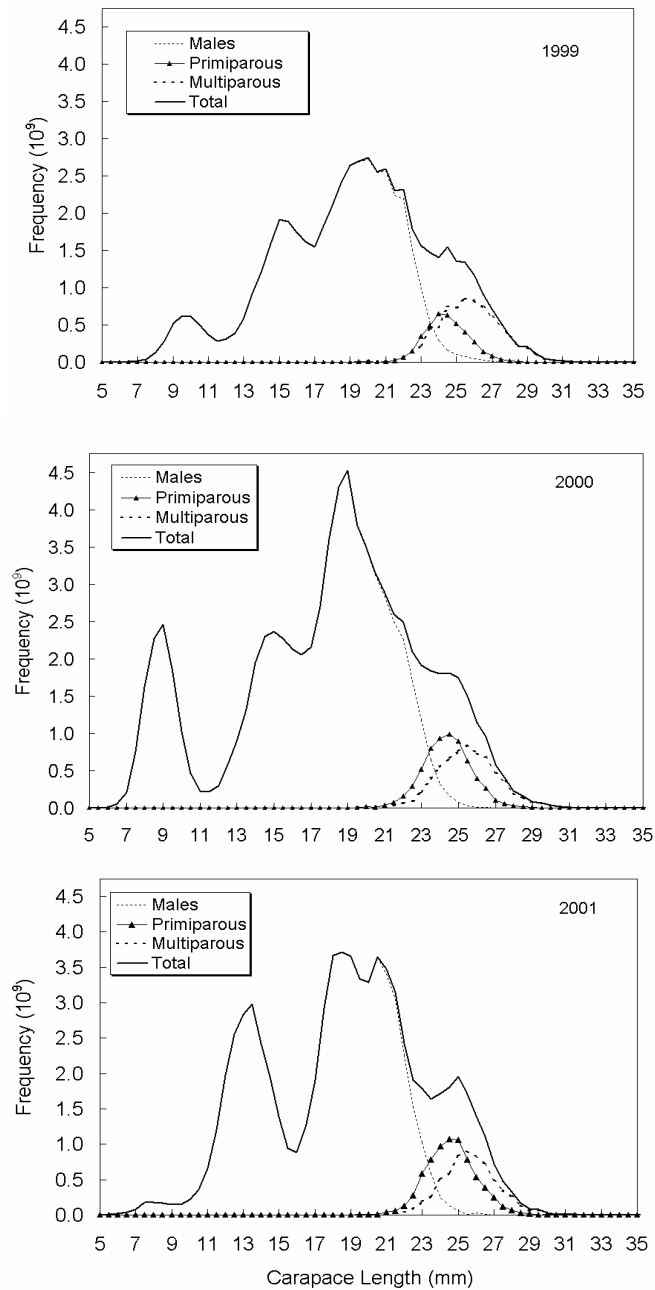 4.5
4.0
3.5
3.0
2.5
2.0
1.5
1.0
0.5
0.0
Frequency (10⁹)
Males
Primiparous
Multiparous
Total
1999
5 7 9 11 13 15 17 19 21 23 25 27 29 31 33 35
4.5
4.0
3.5
3.0
2.5
2.0
1.5
1.0
0.5
0.0
Frequency (10⁹)
Males
Primiparous
Multiparous
Total
2000
5 7 9 11 13 15 17 19 21 23 25 27 29 31 33 35
4.5
4.0
3.5
3.0
2.5
2.0
1.5
1.0
0.5
0.0
Frequency (10⁹)
Males
Primiparous
Multiparous
Total
2001
5 7 9 11 13 15 17 19 21 23 25 27 29 31 33 35
Carapace Length (mm)